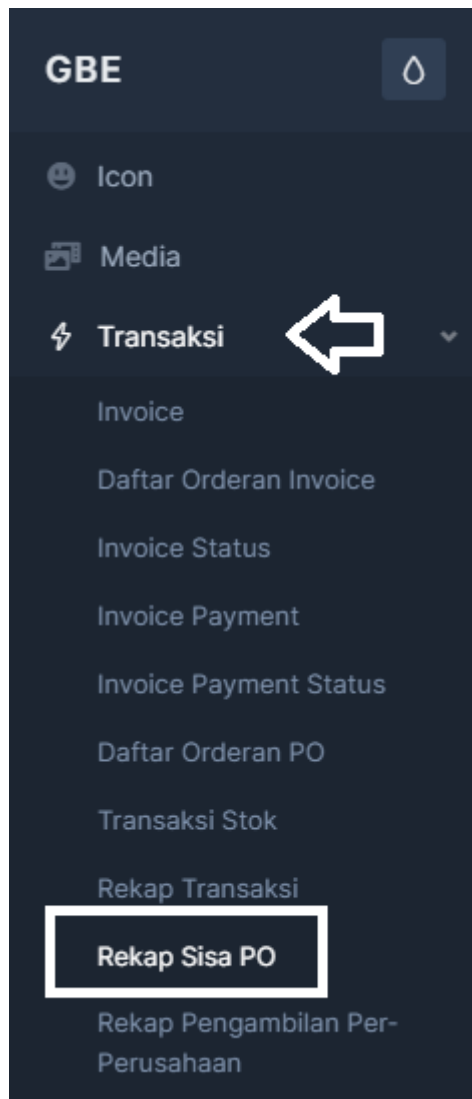 GBE
Icon
Media
Transaksi
Invoice
Daftar Orderan Invoice
Invoice Status
Invoice Payment
Invoice Payment Status
Daftar Orderan PO
Transaksi Stok
Rekap Transaksi
Rekap Sisa PO
Rekap Pengambilan Per-
Perusahaan